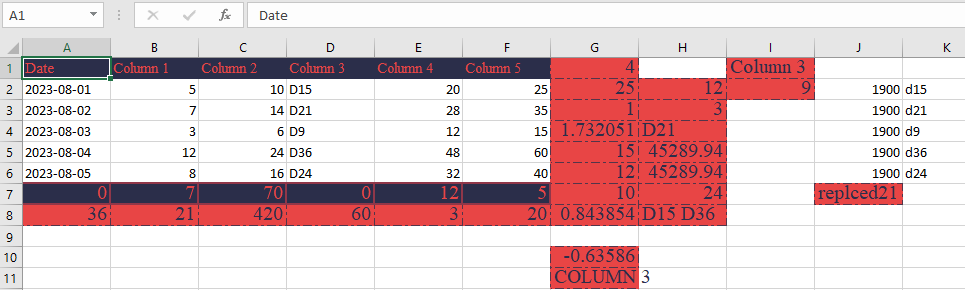 A1 fx Date
A B C D E F G H I J K
1 Date Column 1 Column 2 Column 3 Column 4 Column 5 4 Column 3
2 2023-08-01 5 10 D15 20 25 25 12 9 1900 d15
3 2023-08-02 7 14 D21 28 35 1 3 1900 d21
4 2023-08-03 3 6 D9 12 15 1.732051 D21 1900 d9
5 2023-08-04 12 24 D36 48 60 15 45289.94 1900 d36
6 2023-08-05 8 16 D24 32 40 12 45289.94 1900 d24
7 0 7 70 0 12 5 10 24 replced21
8 36 21 420 60 3 20 0.843854 D15 D36
9
10 -0.63586
11 COLUMN 3